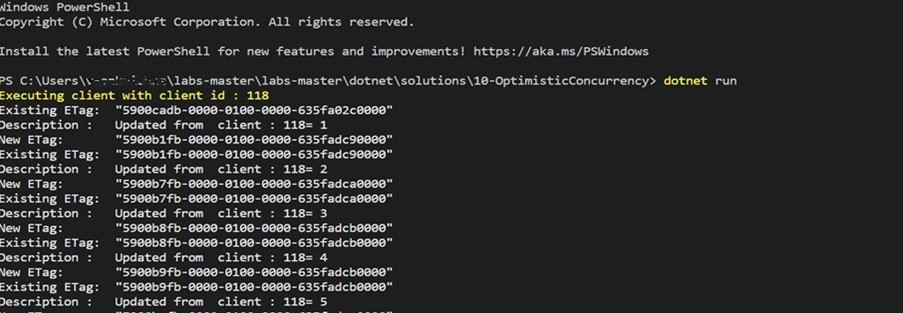 Windows PowerShell
Copyright (C) Microsoft Corporation. All rights reserved.
Install the latest PowerShell for new features and improvements! https://aka.ms/PSWindows
PS C:\Users\ \labs-master\labs-master\dotnet\solutions\10-OptimisticConcurrency> dotnet run
Executing client with client id : 118
Existing ETag: "5900cadb-0000-0100-0000-635fa02c0000"
Description : Updated from client : 118= 1
New ETag: "5900b1fb-0000-0100-0000-635fadc90000"
Existing ETag: "5900b1fb-0000-0100-0000-635fadc90000"
Description : Updated from client : 118= 2
New ETag: "5900b7fb-0000-0100-0000-635fadca0000"
Existing ETag: "5900b7fb-0000-0100-0000-635fadca0000"
Description : Updated from client : 118= 3
New ETag: "5900b8fb-0000-0100-0000-635fadcb0000"
Existing ETag: "5900b8fb-0000-0100-0000-635fadcb0000"
Description : Updated from client : 118= 4
New ETag: "5900b9fb-0000-0100-0000-635fadcb0000"
Existing ETag: "5900b9fb-0000-0100-0000-635fadcb0000"
Description : Updated from client : 118= 5